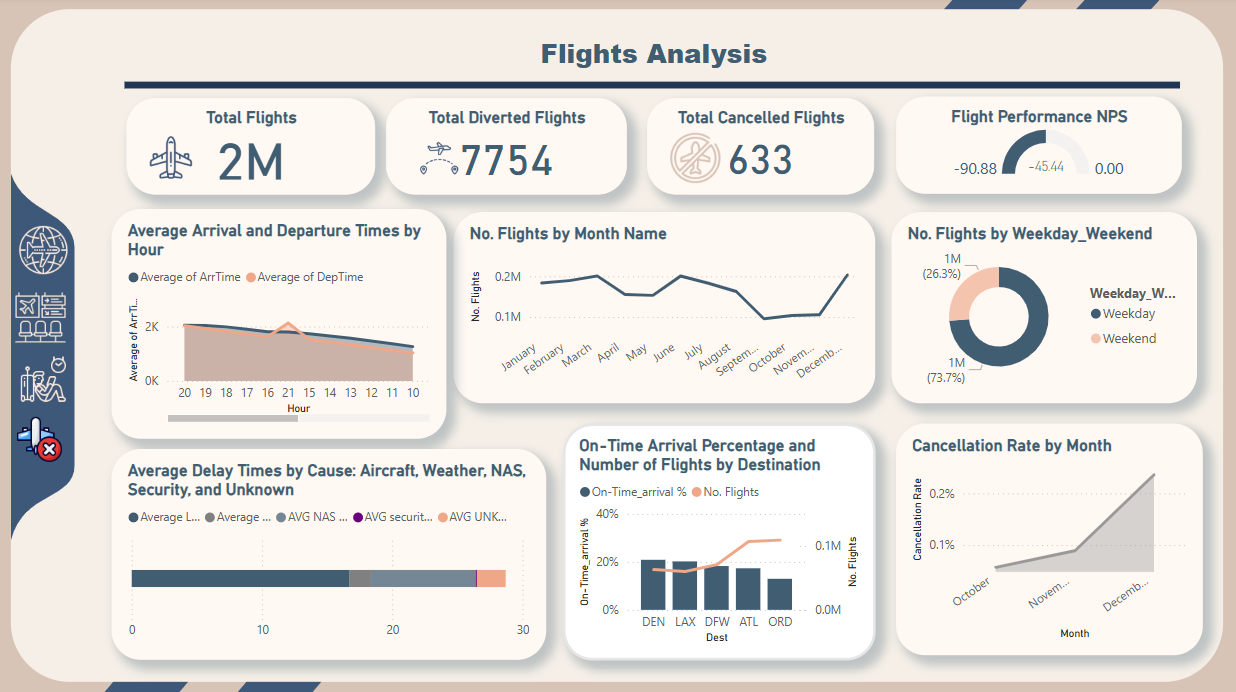 Flights Analysis
Total Flights
2M
Total Diverted Flights
7754
Total Cancelled Flights
633
Flight Performance NPS
-90.88
-45.44
0.00
Average Arrival and Departure Times by
Hour
Average of ArrTime
Average of DepTime
Average of ArrTi...
2K
0K
20 19 18 17 16 21 15 14 13 12 11 10
Hour
No. Flights by Month Name
No. Flights
0.2M
0.1M
January
February
March
April
May
June
July
August
Septem...
October
Novem...
Decemb...
No. Flights by Weekday_Weekend
1M
(26.3%)
1M
(73.7%)
Weekday_W...
Weekday
Weekend
Average Delay Times by Cause: Aircraft, Weather, NAS,
Security, and Unknown
Average L...
Average ...
AVG NAS ...
AVG securit...
AVG UNK...
0 10 20 30
On-Time Arrival Percentage and
Number of Flights by Destination
On-Time_arrival %
No. Flights
On-Time_arrival %
40%
20%
0%
0.1M
0.0M
No. Flights
DEN LAX DFW ATL ORD
Dest
Cancellation Rate by Month
Cancellation Rate
0.2%
0.1%
October
Novem...
Decemb...
Month